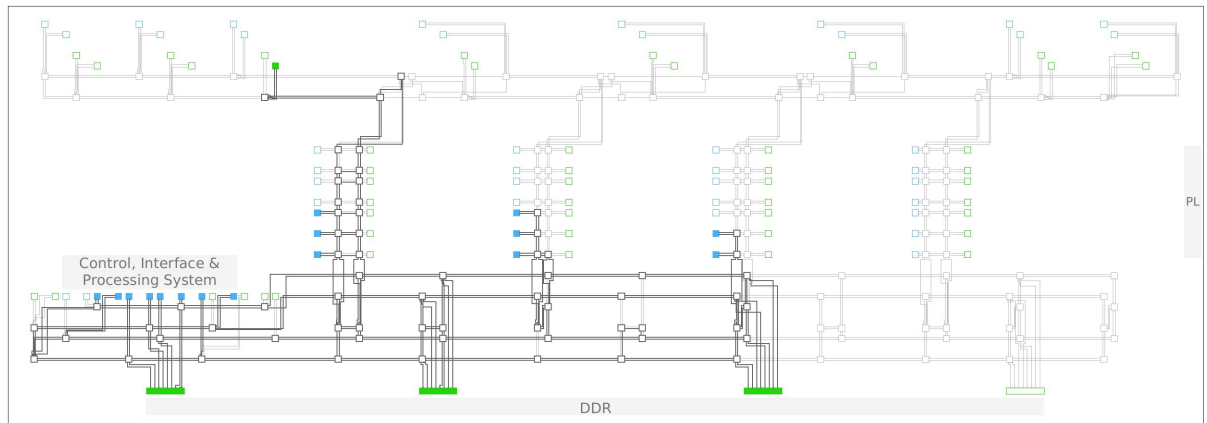 PL
Control, Interface &
Processing System
DDR